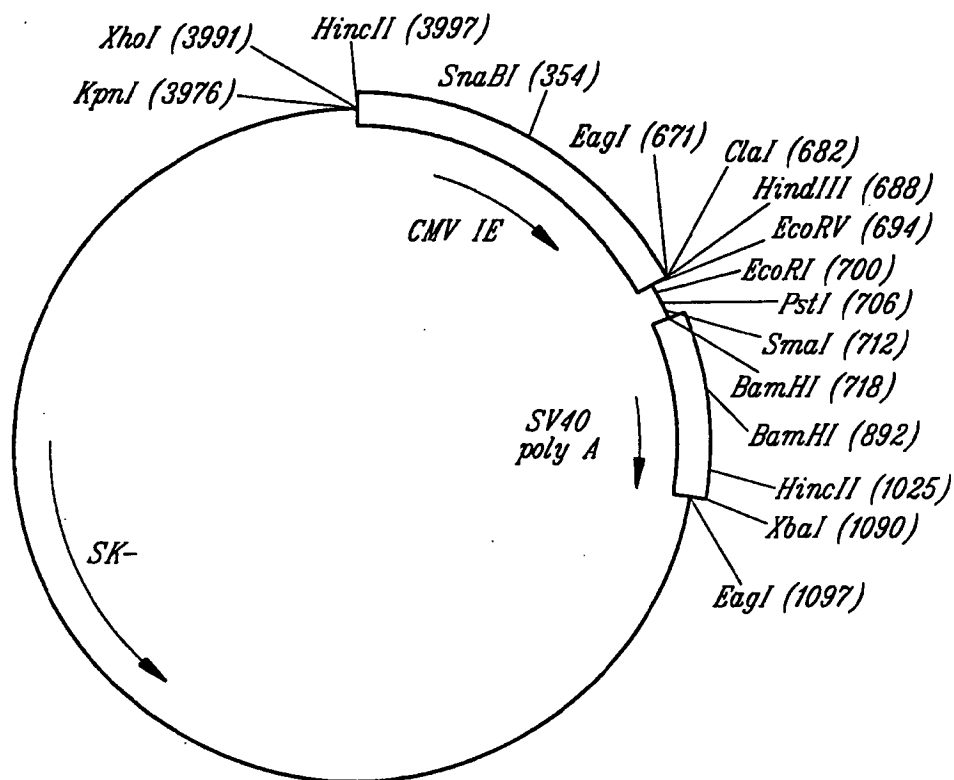 XhoI (3991)
HincII (3997)
KpnI (3976)
SnaBI (354)
EagI (671)
ClaI (682)
HindIII (688)
EcoRV (694)
EcoRI (700)
PstI (706)
SmaI (712)
BamHI (718)
BamHI (892)
HincII (1025)
XbaI (1090)
EagI (1097)
CMV IE
SV40
poly A
SK-